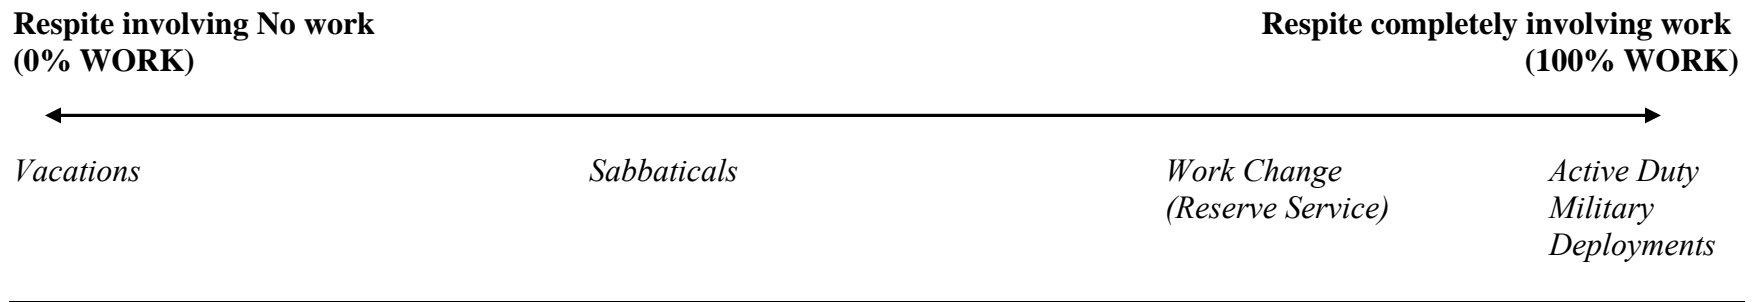 Respite involving No work
(0% WORK)
Respite completely involving work
(100% WORK)
Vacations
Sabbaticals
Work Change
(Reserve Service)
Active Duty
Military
Deployments